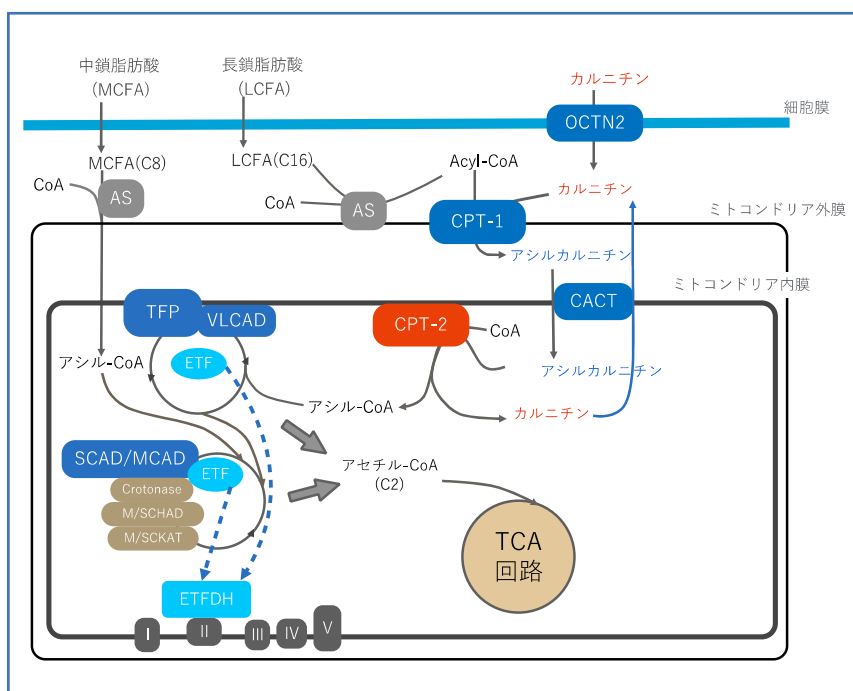 中鎖脂肪酸
(MCFA)
長鎖脂肪酸
(LCFA)
カルニチン
細胞膜
OCTN2
MCFA(C8)
LCFA(C16)
Acyl-CoA
CoA
AS
CoA
AS
カルニチン
CPT-1
ミトコンドリア外膜
アシルカルニチン
ミトコンドリア内膜
TFP
VLCAD
CPT-2
CoA
CACT
アシル-CoA
ETF
アシルカルニチン
アシル-CoA
カルニチン
SCAD/MCAD
ETF
アセチル-CoA
(C2)
Crotonase
M/SCHAD
M/SCKAT
TCA
回路
ETFDH
I
II
III
IV
V